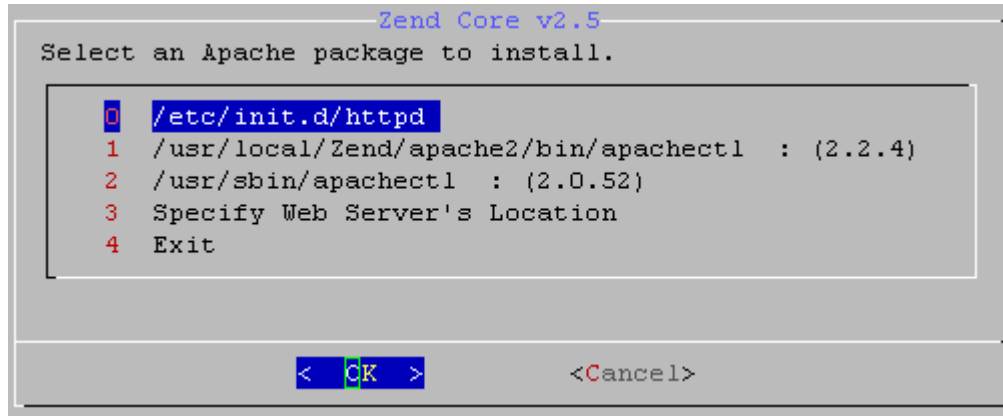 Zend Core v2.5
Select an Apache package to install.
0 /etc/init.d/httpd
1 /usr/local/Zend/apache2/bin/apachectl : (2.2.4)
2 /usr/sbin/apachectl : (2.0.52)
3 Specify Web Server's Location
4 Exit
< OK > <Cancel>